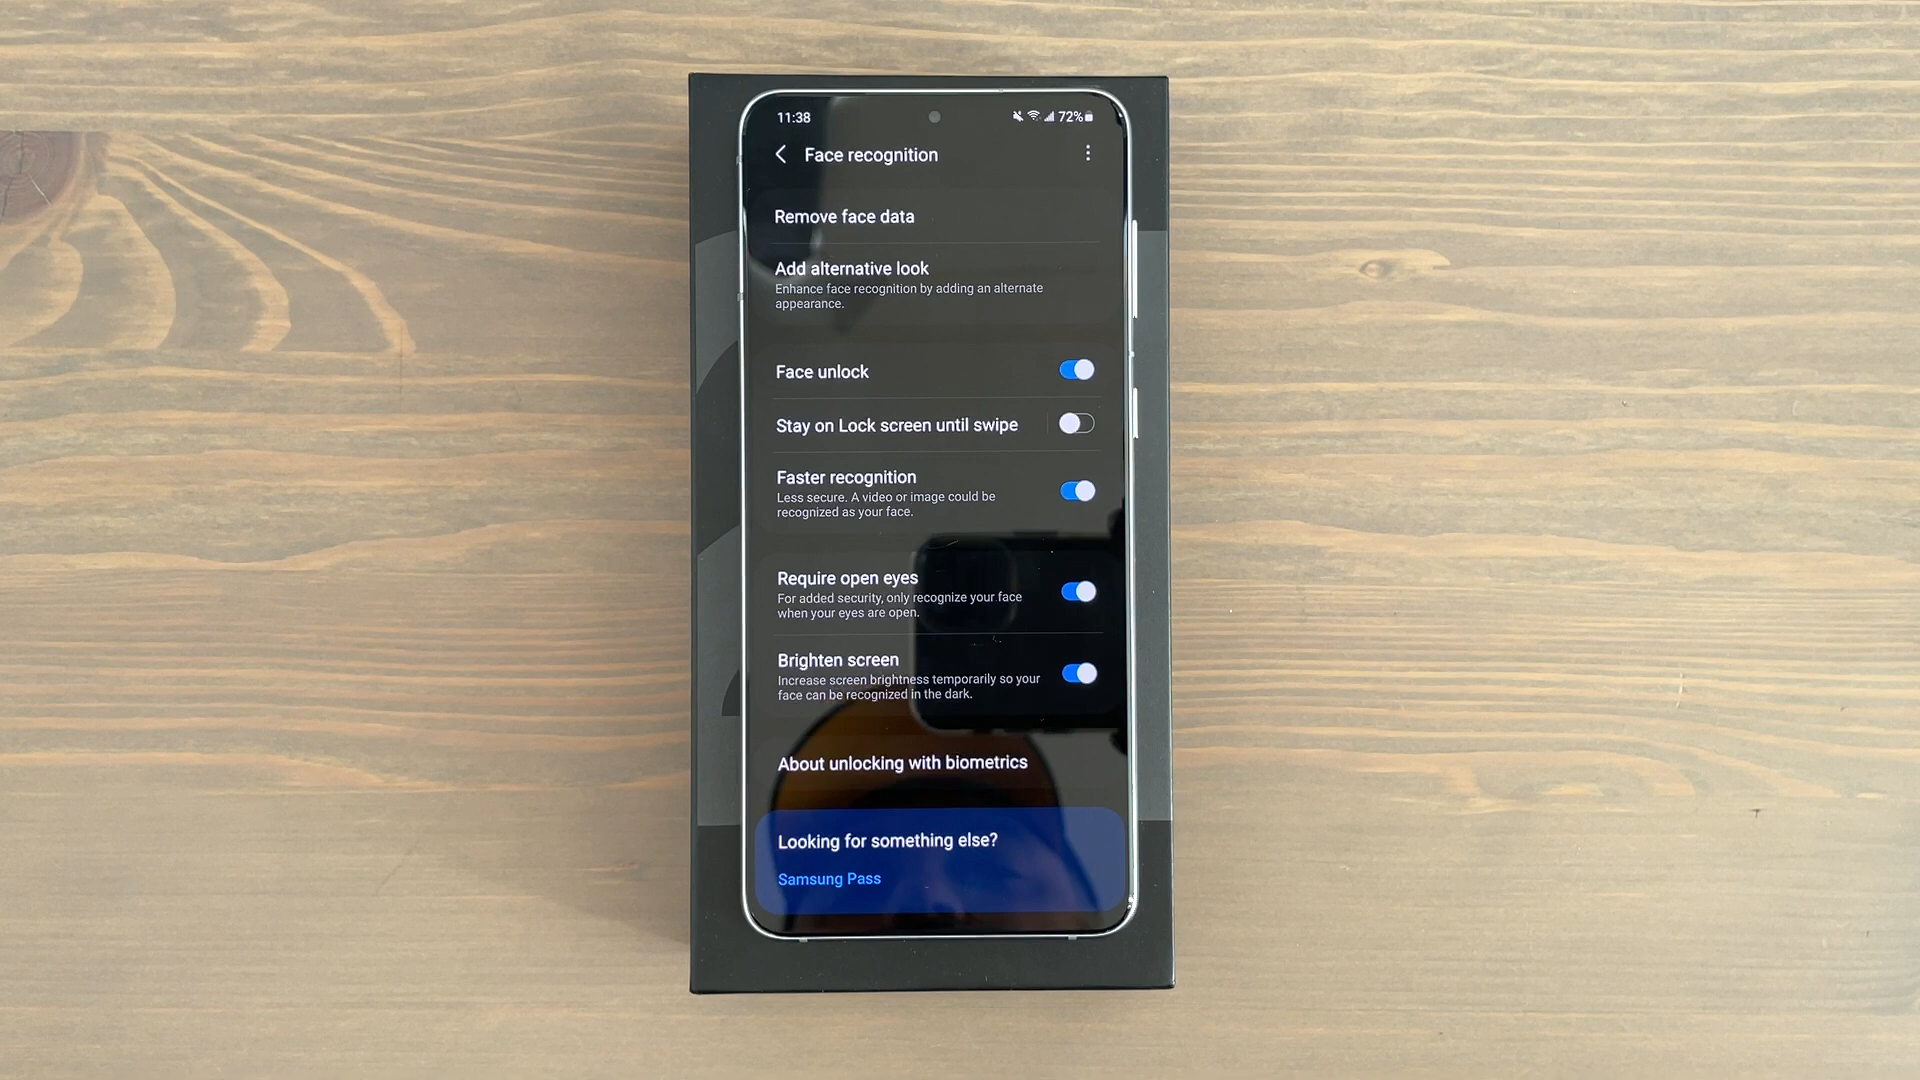 11:38
72%
Face recognition
Remove face data
Add alternative look
Enhance face recognition by adding an alternate
appearance.
Face unlock
Stay on Lock screen until swipe
Faster recognition
Less secure. A video or image could be
recognized as your face.
Require open eyes
For added security, only recognize your face
when your eyes are open.
Brighten screen
Increase screen brightness temporarily so your
face can be recognized in the dark.
About unlocking with biometrics
Looking for something else?
Samsung Pass